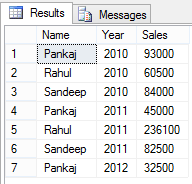 Results Messages
Name Year Sales
1 Pankaj 2010 93000
2 Rahul 2010 60500
3 Sandeep 2010 84000
4 Pankaj 2011 45000
5 Rahul 2011 236100
6 Sandeep 2011 82500
7 Pankaj 2012 32500